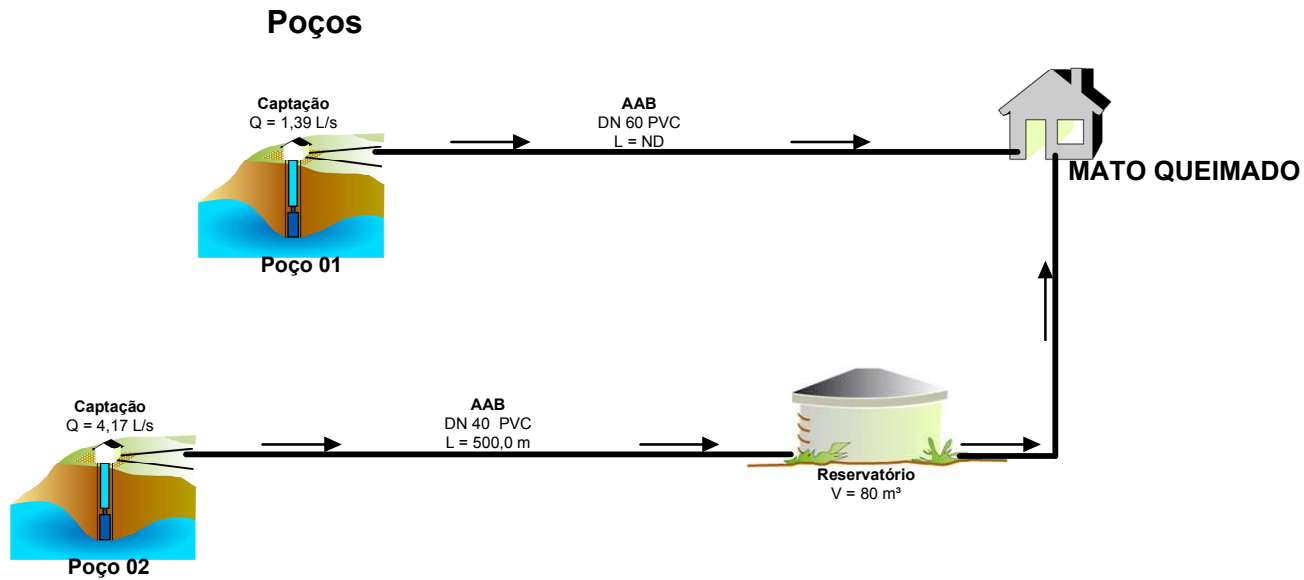 Poços
Captação
Q = 1,39 L/s
AAB
DN 60 PVC
L = ND
MATO QUEIMADO
Poço 01
Captação
Q = 4,17 L/s
AAB
DN 40 PVC
L = 500,0 m
Reservatório
V = 80 m³
Poço 02